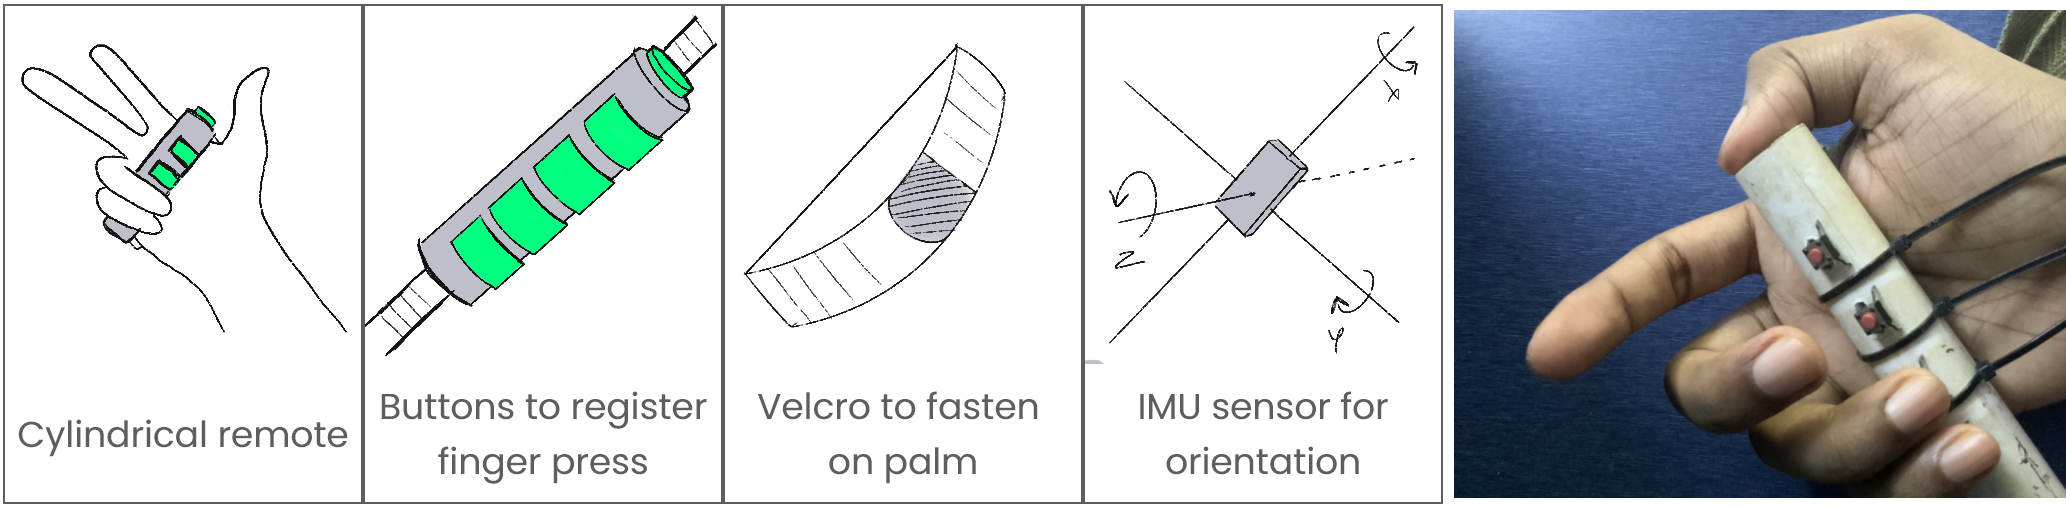 Cylindrical remote
Buttons to register
finger press
Velcro to fasten
on palm
IMU sensor for
orientation
X
Z
Y